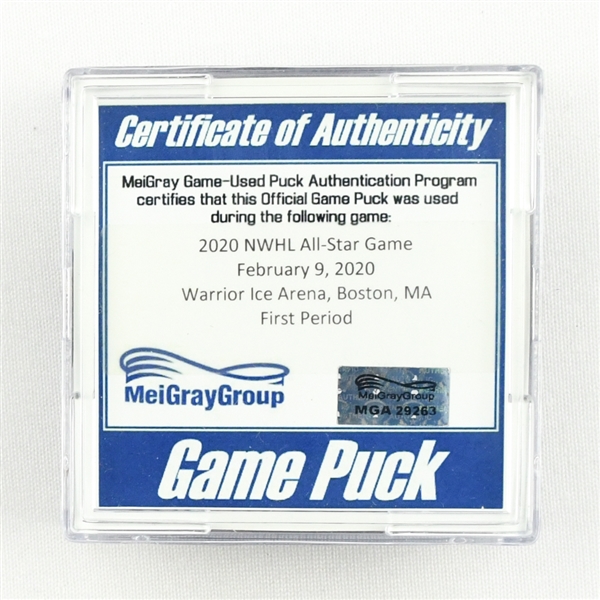 Certificate of Authenticity
MeiGray Game-Used Puck Authentication Program
certifies that this Official Game Puck was used
during the following game:
2020 NWHL All-Star Game
February 9, 2020
Warrior Ice Arena, Boston, MA
First Period
MeiGrayGroup
MeiGrayGroup
MGA 29263
Game Puck